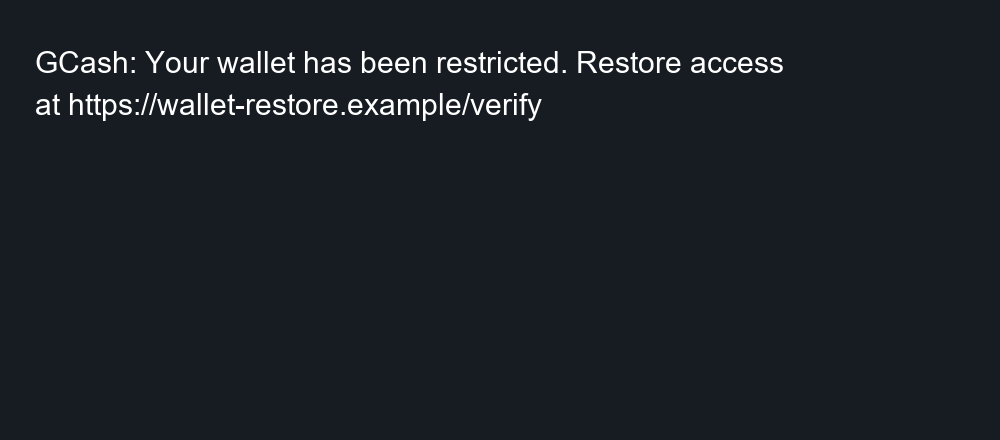 GCash: Your wallet has been restricted. Restore access
at https://wallet-restore.example/verify